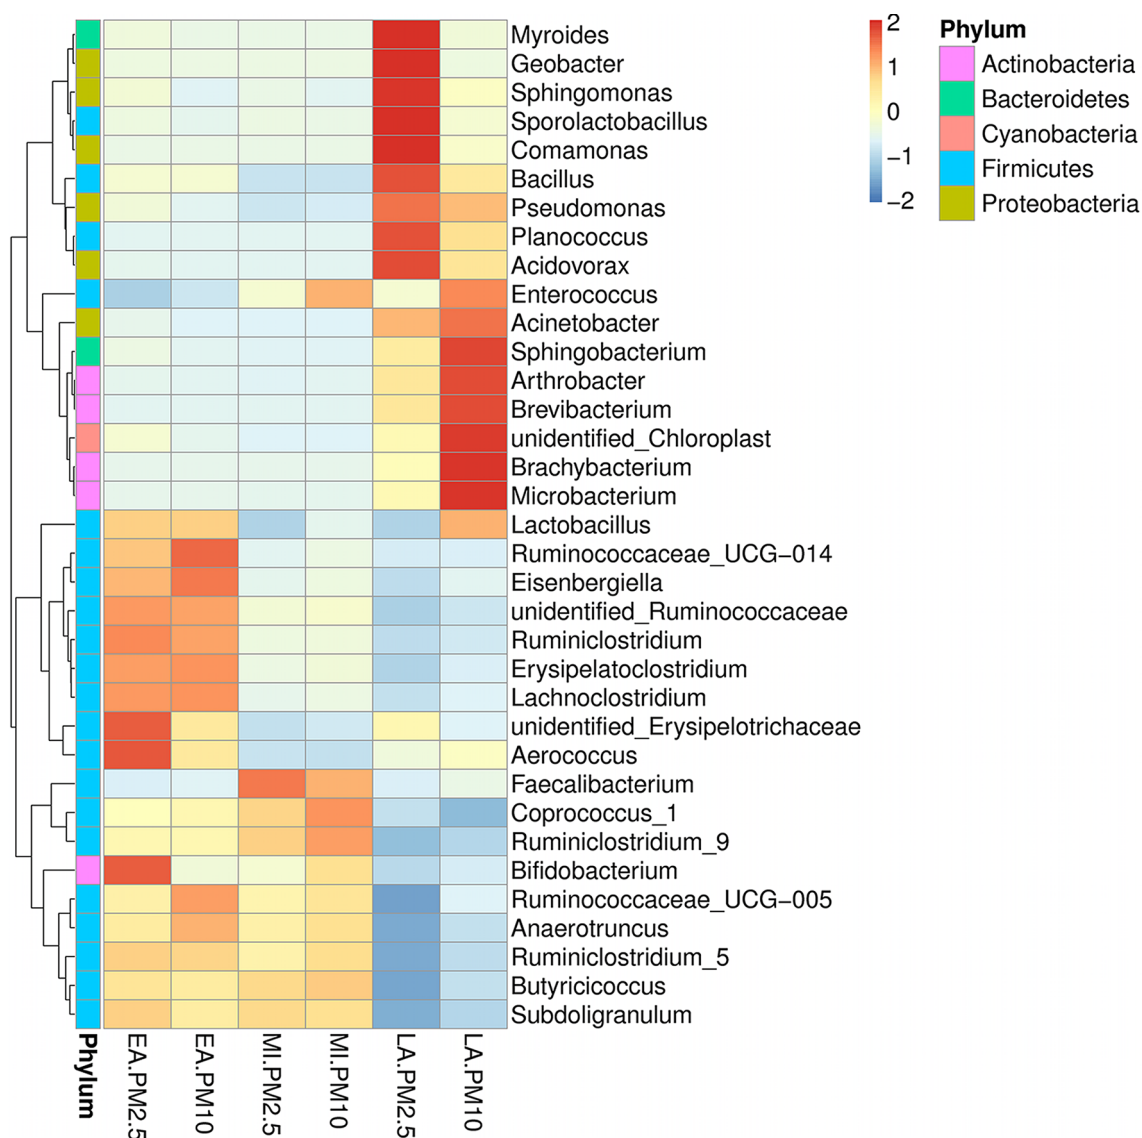 Myroides
Geobacter
Sphingomonas
Sporolactobacillus
Comamonas
Bacillus
Pseudomonas
Planococcus
Acidovorax
Enterococcus
Acinetobacter
Sphingobacterium
Arthrobacter
Brevibacterium
unidentified_Chloroplast
Brachybacterium
Microbacterium
Lactobacillus
Ruminococcaceae_UCG−014
Eisenbergiella
unidentified_Ruminococcaceae
Ruminiclostridium
Erysipelatoclostridium
Lachnoclostridium
unidentified_Erysipelotrichaceae
Aerococcus
Faecalibacterium
Coprococcus_1
Ruminiclostridium_9
Bifidobacterium
Ruminococcaceae_UCG−005
Anaerotruncus
Ruminiclostridium_5
Butyricicoccus
Subdoligranulum
Phylum
EA.PM2.5
EA.PM10
MI.PM2.5
MI.PM10
LA.PM2.5
LA.PM10
2
1
0
−1
−2
Phylum
Actinobacteria
Bacteroidetes
Cyanobacteria
Firmicutes
Proteobacteria